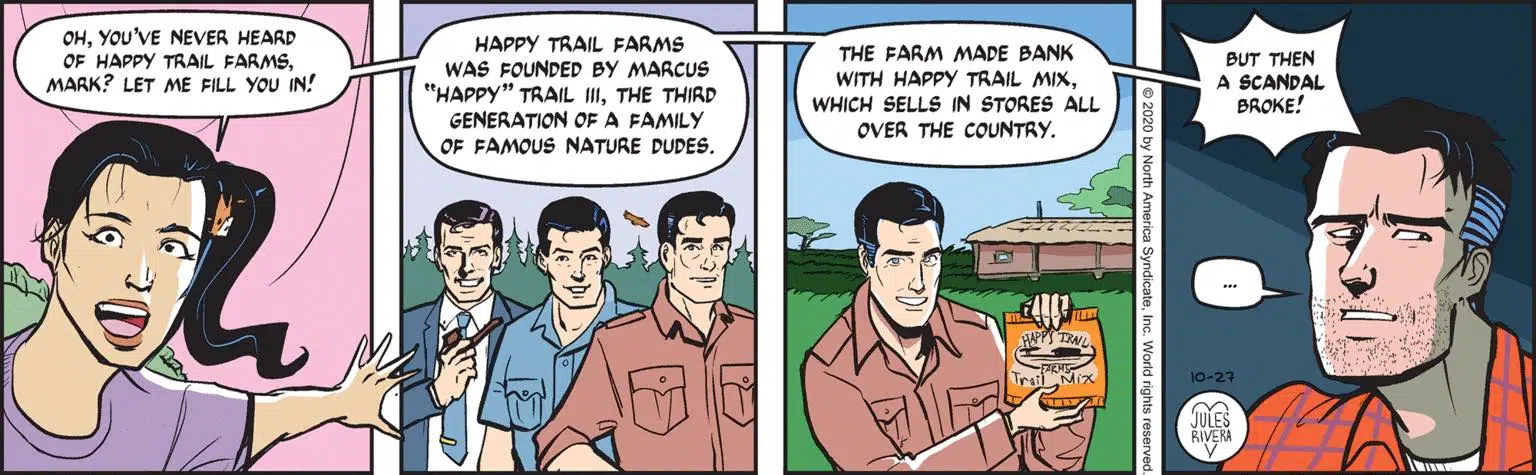 OH, YOU'VE NEVER HEARD
OF HAPPY TRAIL FARMS,
MARK? LET ME FILL YOU IN!
HAPPY TRAIL FARMS
WAS FOUNDED BY MARCUS
"HAPPY" TRAIL III, THE THIRD
GENERATION OF A FAMILY
OF FAMOUS NATURE DUDES.
THE FARM MADE BANK
WITH HAPPY TRAIL MIX,
WHICH SELLS IN STORES ALL
OVER THE COUNTRY.
HAPPY TRAIL
FARMS
Trail Mix
© 2020 by North America Syndicate, Inc. World rights reserved.
BUT THEN
A SCANDAL
BROKE!
...
10-27
JULES
RIVERA